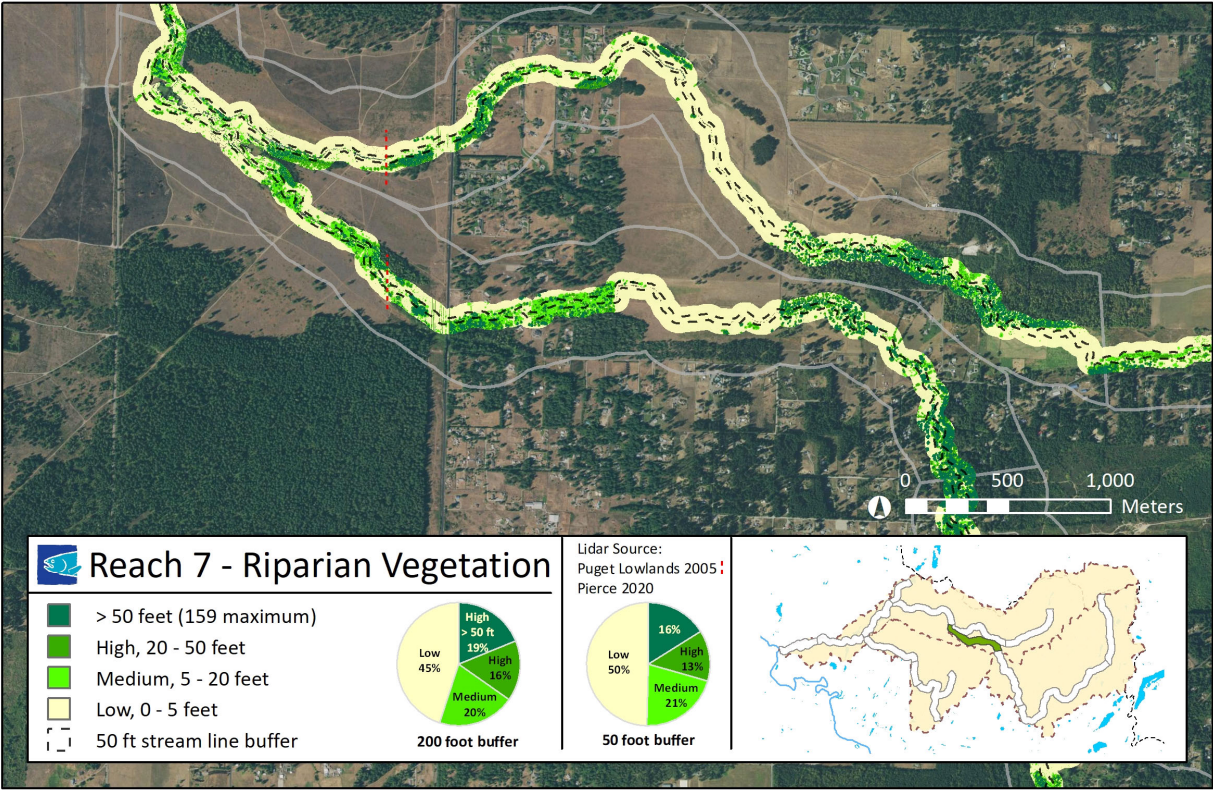 0 500 1,000
Meters
Reach 7 - Riparian Vegetation
> 50 feet (159 maximum)
High, 20 - 50 feet
Medium, 5 - 20 feet
Low, 0 - 5 feet
50 ft stream line buffer
High
> 50 ft
19%
High
16%
Medium
20%
Low
45%
200 foot buffer
Lidar Source:
Puget Lowlands 2005
Pierce 2020
16%
High
13%
Medium
21%
Low
50%
50 foot buffer